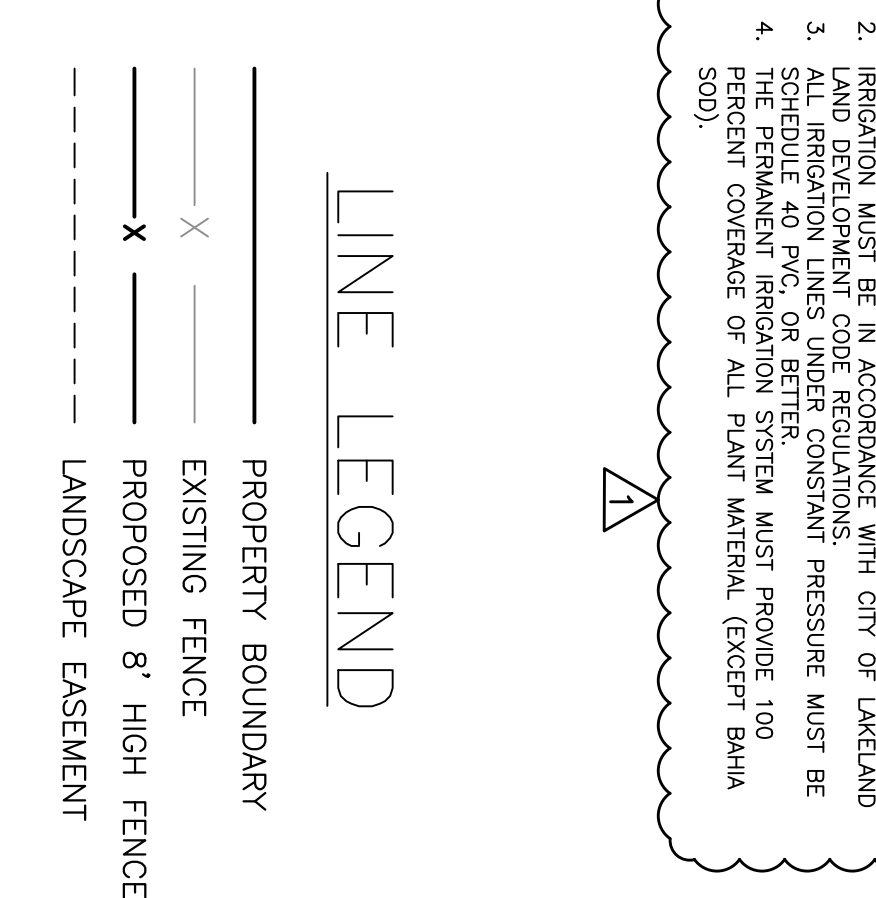 2. IRRIGATION MUST BE IN ACCORDANCE WITH CITY OF LAKELAND
LAND DEVELOPMENT CODE REGULATIONS.
3. ALL IRRIGATION LINES UNDER CONSTANT PRESSURE MUST BE
SCHEDULE 40 PVC, OR BETTER.
4. THE PERMANENT IRRIGATION SYSTEM MUST PROVIDE 100
PERCENT COVERAGE OF ALL PLANT MATERIAL (EXCEPT BAHIA
SOD).
1
LINE LEGEND
PROPERTY BOUNDARY
X EXISTING FENCE
X PROPOSED 8' HIGH FENCE
LANDSCAPE EASEMENT